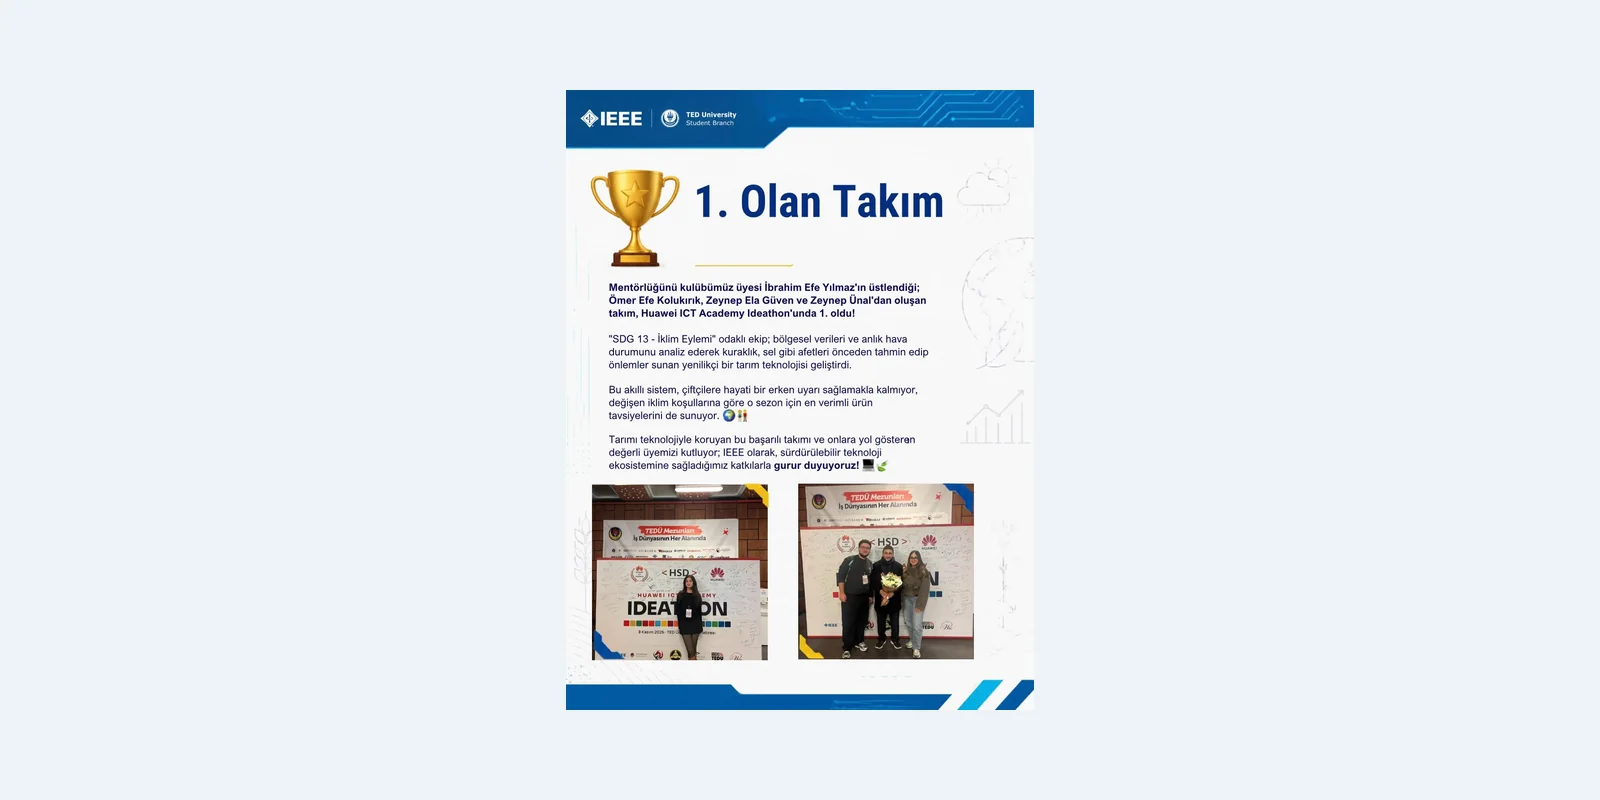 IEEE
TED University
Student Branch
1. Olan Takım
Mentörlüğünü kulübümüz üyesi İbrahim Efe Yılmaz'ın üstlendiği;
Ömer Efe Kolukırık, Zeynep Ela Güven ve Zeynep Ünal'dan oluşan
takım, Huawei ICT Academy Ideathon'unda 1. oldu!
"SDG 13 - İklim Eylemi" odaklı ekip; bölgesel verileri ve anlık hava
durumunu analiz ederek kuraklık, sel gibi afetleri önceden tahmin edip
önlemler sunan yenilikçi bir tarım teknolojisi geliştirdi.
Bu akıllı sistem, çiftçilere hayati bir erken uyarı sağlamakla kalmıyor,
değişen iklim koşullarına göre o sezon için en verimli ürün
tavsiyelerini de sunuyor. 🌍👫
Tarımı teknolojiyle koruyan bu başarılı takımı ve onlara yol gösteren
değerli üyemizi kutluyor; IEEE olarak, sürdürülebilir teknoloji
ekosistemine sağladığımız katkılarla gurur duyuyoruz! 💻🌿
TEDÜ Mezunları
İş Dünyasının Her Alanında
< HSD >
HUAWEI
IDEATHON
TEDÜ
TEDÜ Mezunları
İş Dünyasının Her Alanında
< HSD >
HUAWEI
IEEE
TEDÜ